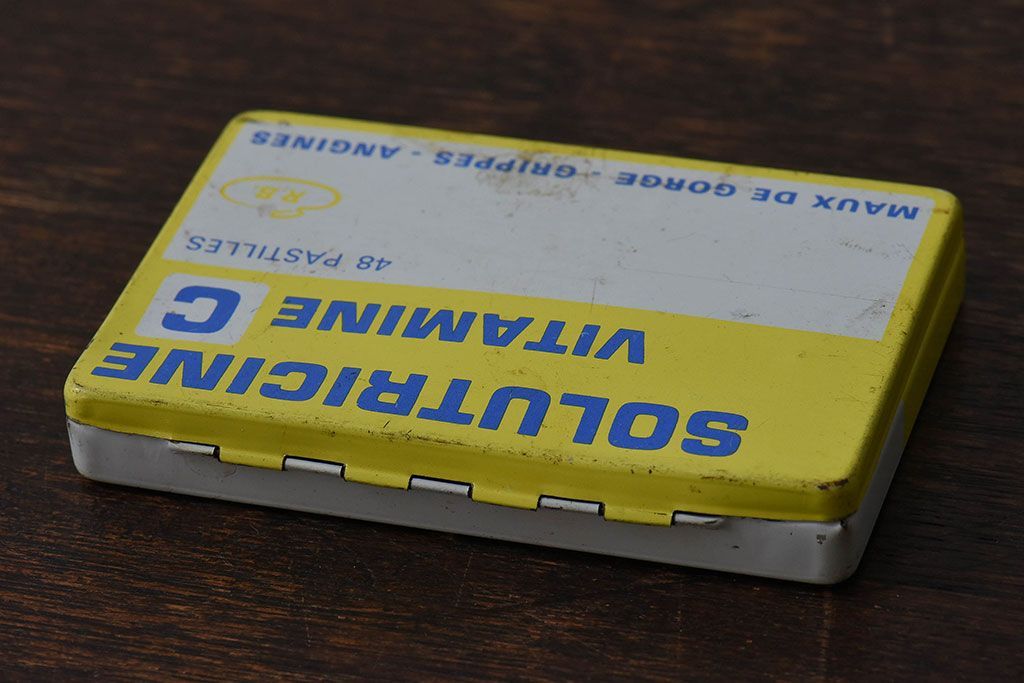 SOLUTRICINE
VITAMINE C
48 PASTILLES
R.B.
MAUX DE GORGE - GRIPPES - ANGINES